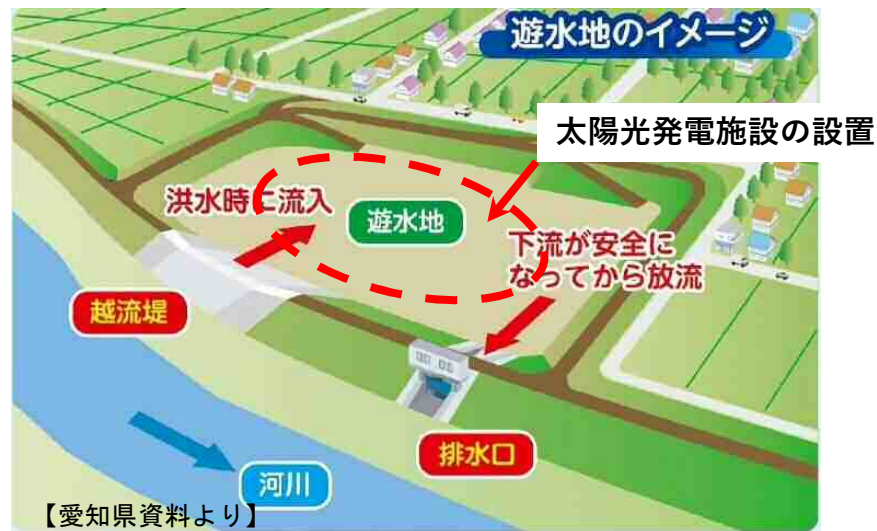 遊水地のイメージ
太陽光発電施設の設置
洪水時に流入
遊水地
下流が安全に
なってから放流
越流堤
排水口
河川
【愛知県資料より】